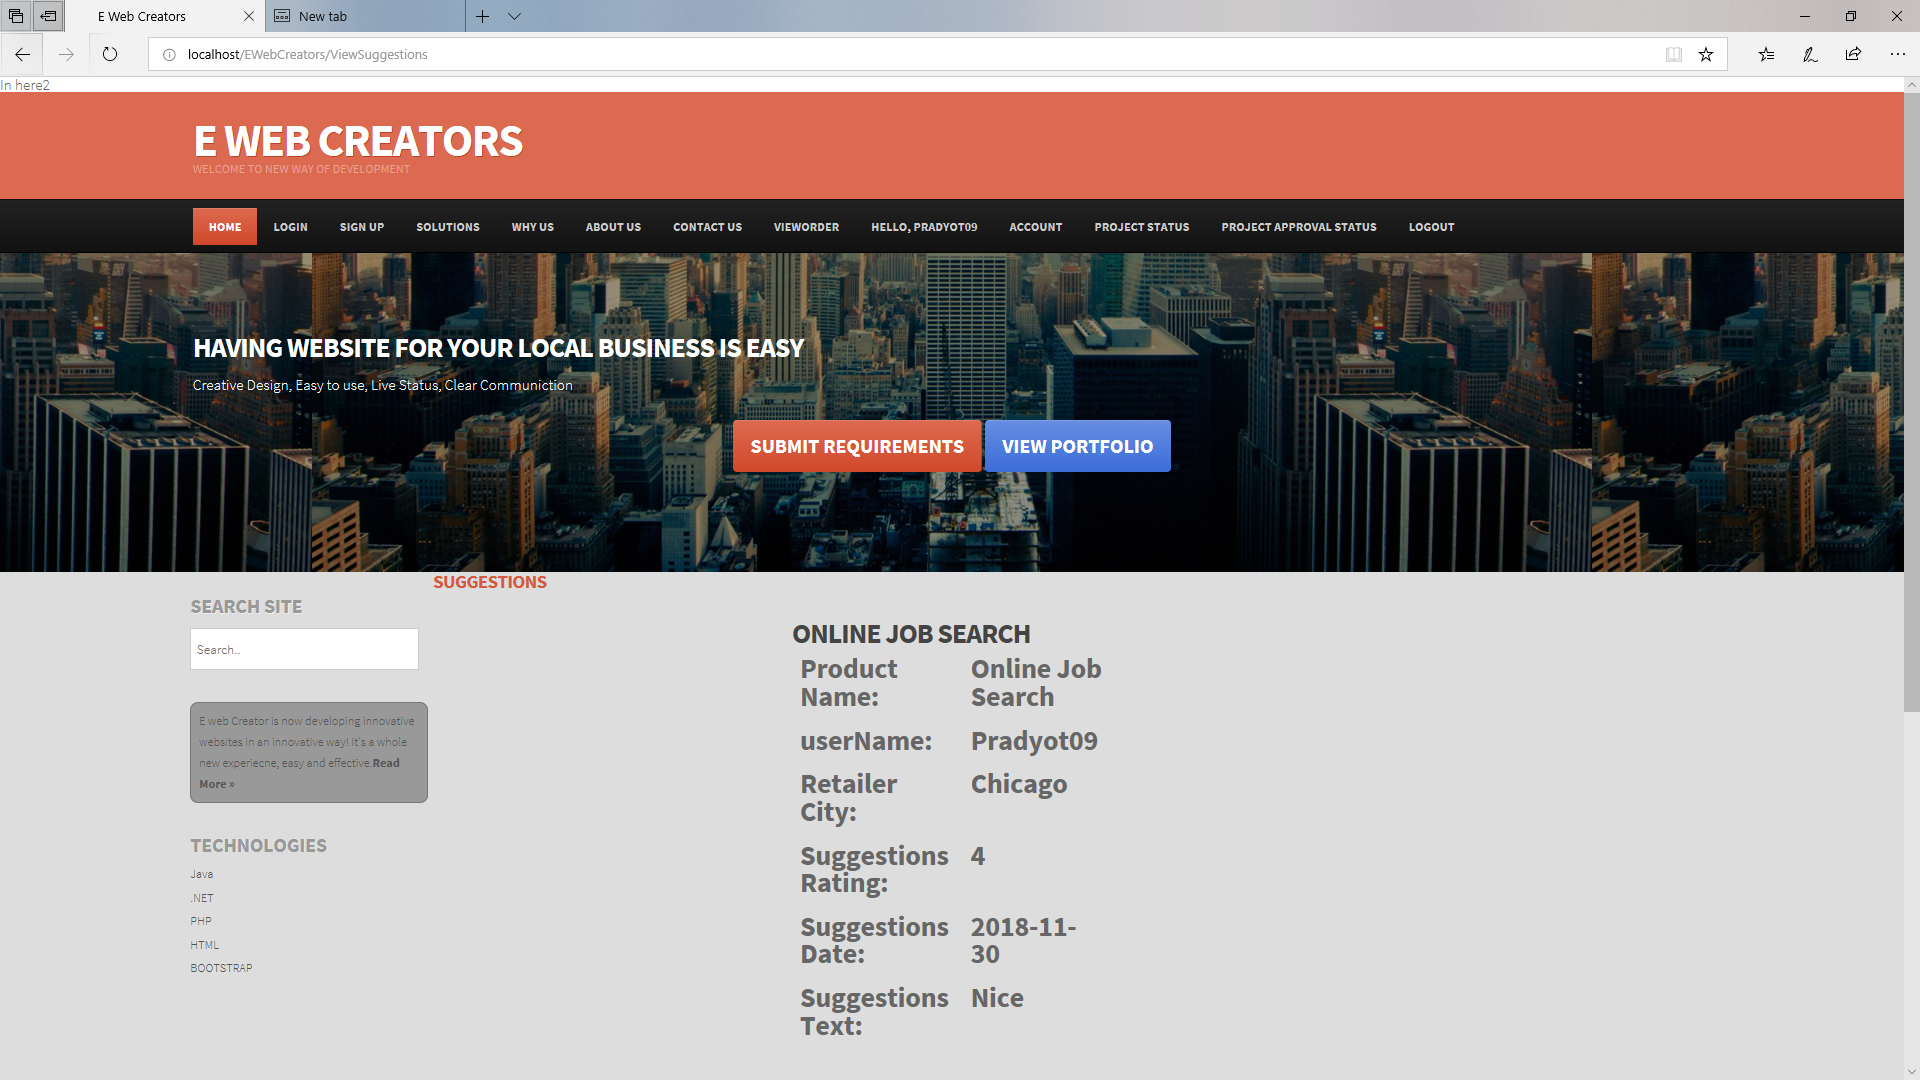 E Web Creators
New tab
localhost/EWebCreators/ViewSuggestions
In here2
E WEB CREATORS
WELCOME TO NEW WAY OF DEVELOPMENT
HOME LOGIN SIGN UP SOLUTIONS WHY US ABOUT US CONTACT US VIEWORDER HELLO, PRADYOT09 ACCOUNT PROJECT STATUS PROJECT APPROVAL STATUS LOGOUT
HAVING WEBSITE FOR YOUR LOCAL BUSINESS IS EASY
Creative Design, Easy to use, Live Status, Clear Communiction
SUBMIT REQUIREMENTS VIEW PORTFOLIO
SUGGESTIONS
SEARCH SITE
Search..
E web Creator is now developing innovative
websites in an innovative way! It's a whole
new experiecne, easy and effective.Read
More »
TECHNOLOGIES
Java
.NET
PHP
HTML
BOOTSTRAP
ONLINE JOB SEARCH
Product Online Job
Name: Search
userName: Pradyot09
Retailer Chicago
City:
Suggestions 4
Rating:
Suggestions 2018-11-
Date: 30
Suggestions Nice
Text: